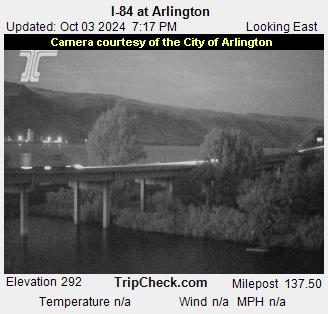 I-84 at Arlington
Updated: Oct 03 2024 7:17 PM Looking East
Camera courtesy of the City of Arlington
Elevation 292 TripCheck.com Milepost 137.50
Temperature n/a Wind n/a MPH n/a